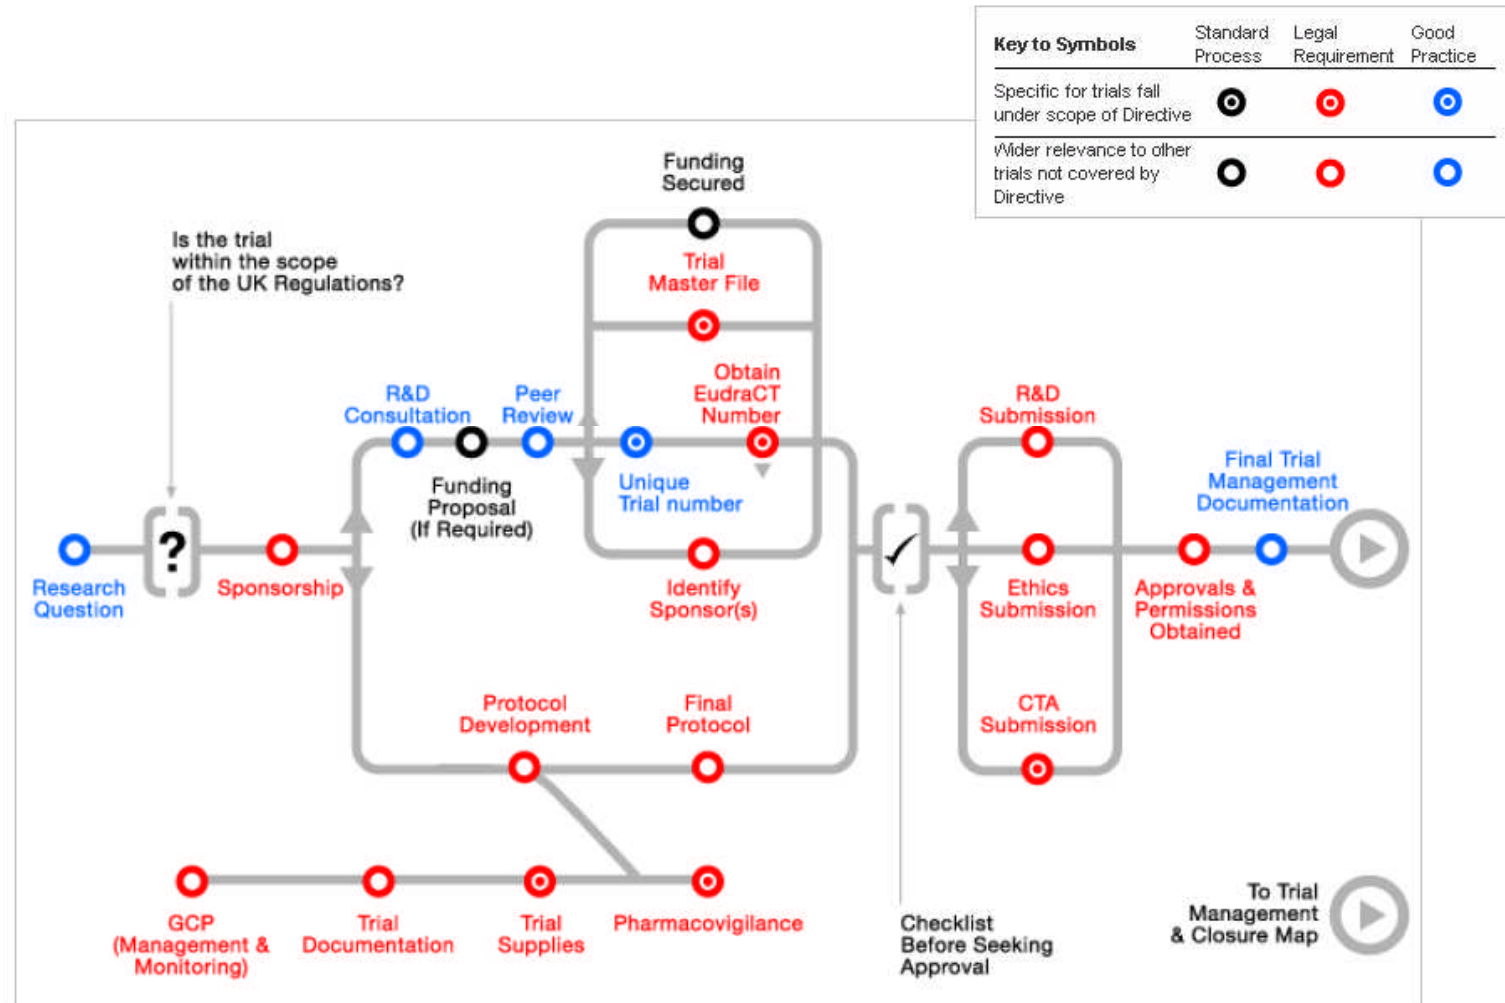 Key to Symbols
Standard
Process
Legal
Requirement
Good
Practice
Specific for trials fall
under scope of Directive
Wider relevance to other
trials not covered by
Directive
Funding
Secured
Is the trial
within the scope
of the UK Regulations?
Trial
Master File
Obtain
EudraCT
Number
R&D
Consultation
Peer
Review
R&D
Submission
Funding
Proposal
(If Required)
Unique
Trial number
Final Trial
Management
Documentation
?
Research
Question
Sponsorship
Identify
Sponsor(s)
Ethics
Submission
Approvals &
Permissions
Obtained
Protocol
Development
Final
Protocol
CTA
Submission
GCP
(Management &
Monitoring)
Trial
Documentation
Trial
Supplies
Pharmacovigilance
Checklist
Before Seeking
Approval
To Trial
Management
& Closure Map